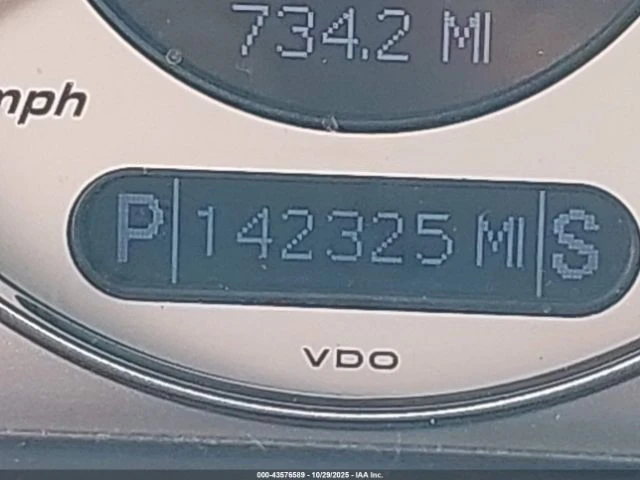 734.2 MI
mph
P 142325 MI S
VDO
000-43576589 - 10/29/2025 - IAA Inc.